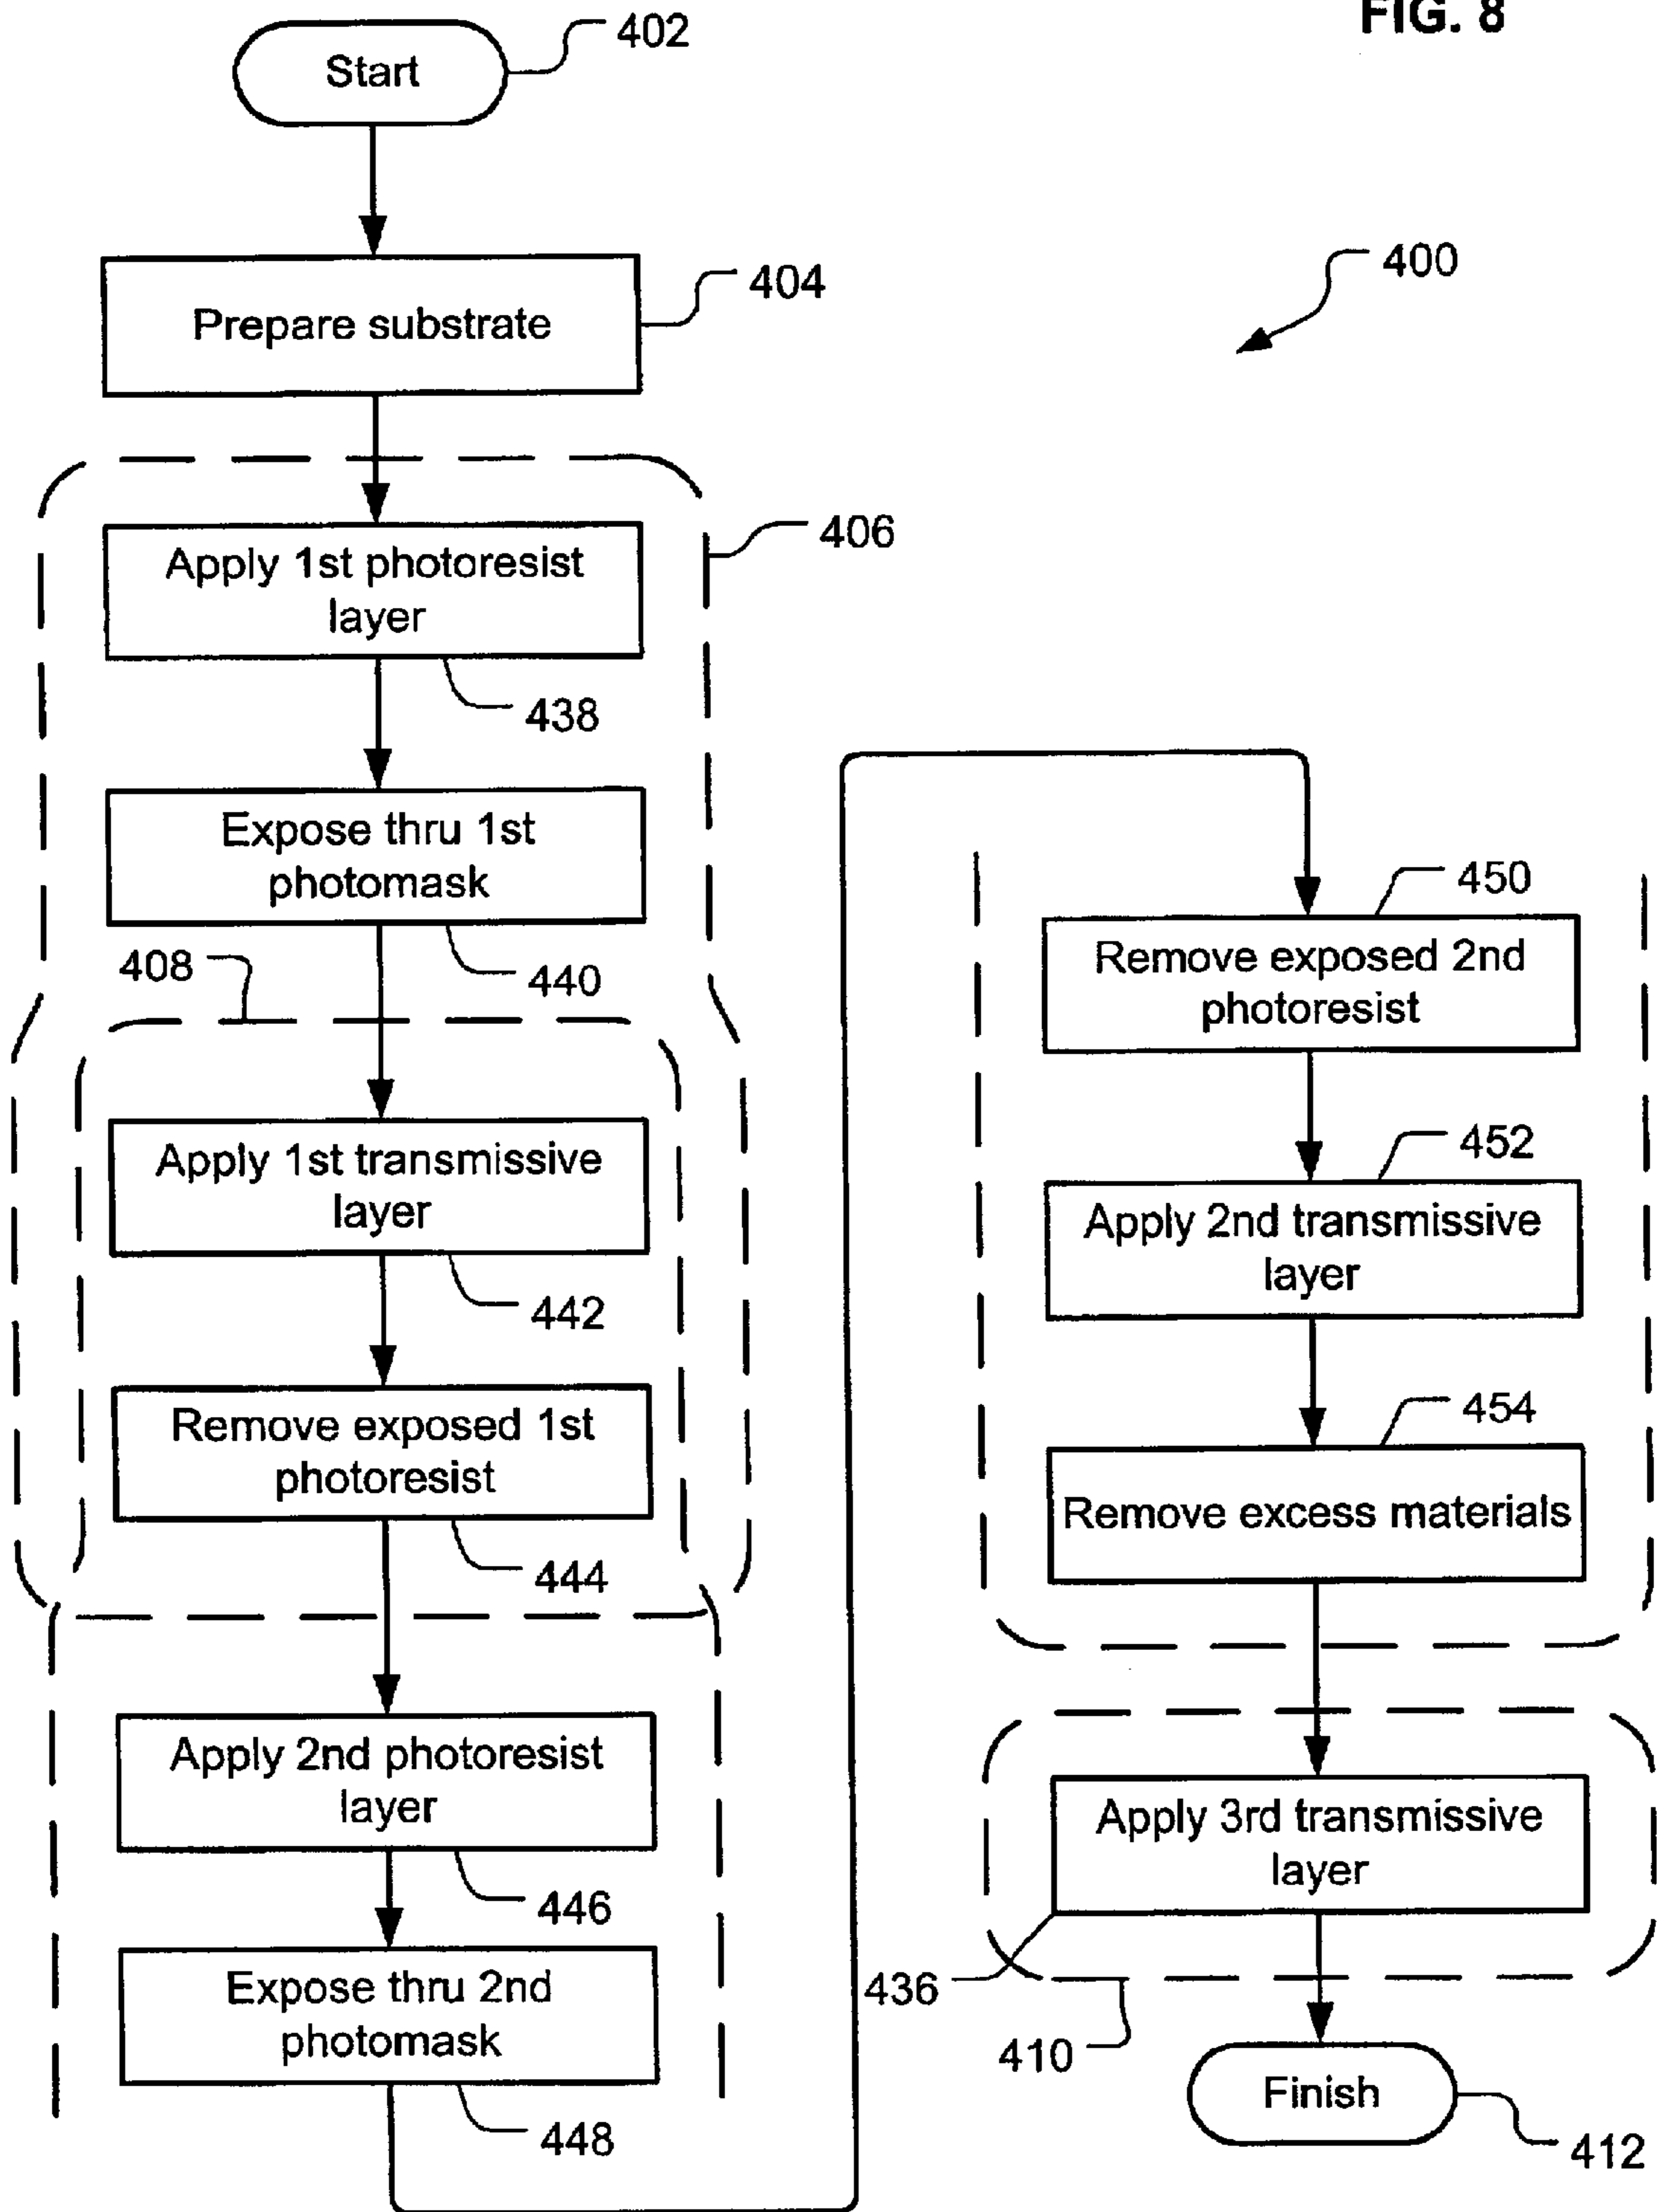 FIG. 8
402
Start
400
404
Prepare substrate
406
Apply 1st photoresist
layer
438
Expose thru 1st
photomask
440
408
Apply 1st transmissive
layer
442
Remove exposed 1st
photoresist
444
Apply 2nd photoresist
layer
446
Expose thru 2nd
photomask
448
450
Remove exposed 2nd
photoresist
452
Apply 2nd transmissive
layer
454
Remove excess materials
Apply 3rd transmissive
layer
436
410
Finish
412